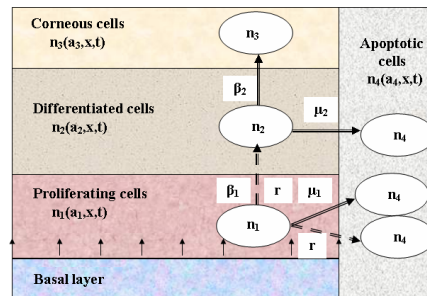 Corneous cells
n3(a3,x,t)
n3
Apoptotic
cells
n4(a4,x,t)
β2
μ2
Differentiated cells
n2(a2,x,t)
n2
n4
Proliferating cells
n1(a1,x,t)
β1
r
μ1
n1
n4
n4
r
Basal layer